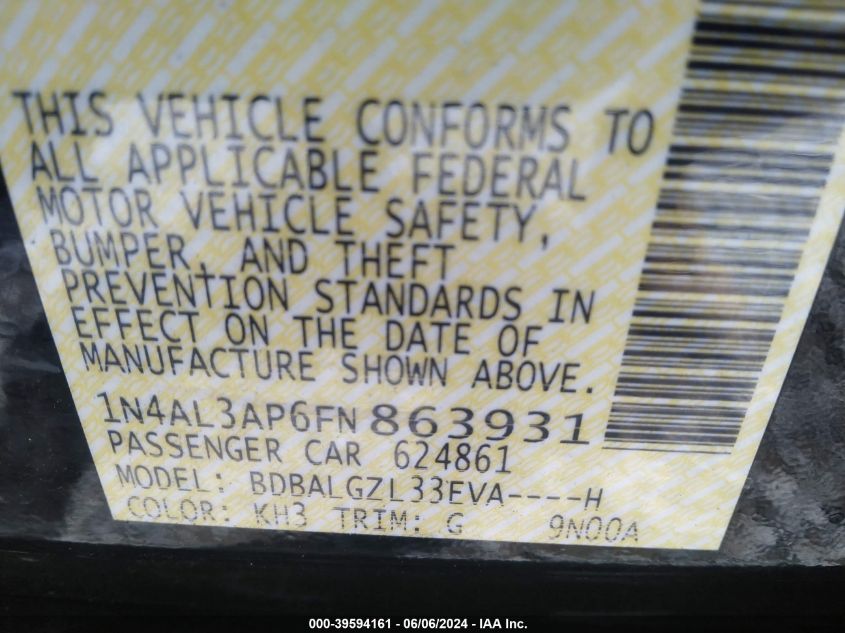 THIS VEHICLE CONFORMS TO
ALL APPLICABLE FEDERAL
MOTOR VEHICLE SAFETY,
BUMPER, AND THEFT
PREVENTION STANDARDS IN
EFFECT ON THE DATE OF
MANUFACTURE SHOWN ABOVE.
1N4AL3AP6FN863931
PASSENGER CAR 624861
MODEL: BDBALGZL33EVA----H
COLOR: KH3 TRIM: G 9N00A
000-39594161 - 06/06/2024 - IAA Inc.